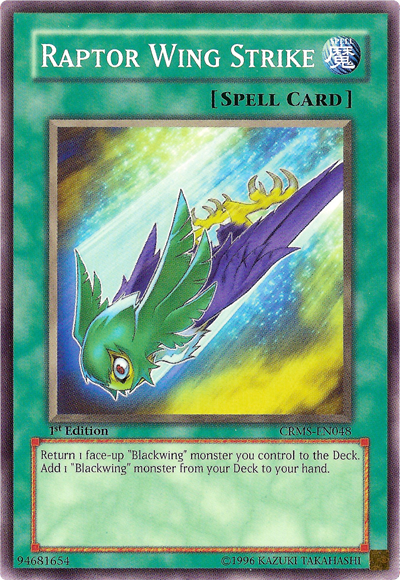 Raptor Wing Strike 魔
[Spell Card]
1st Edition
CRMS-EN048
Return 1 face-up "Blackwing" monster you control to the Deck.
Add 1 "Blackwing" monster from your Deck to your hand.
94681654
©1996 KAZUKI TAKAHASHI